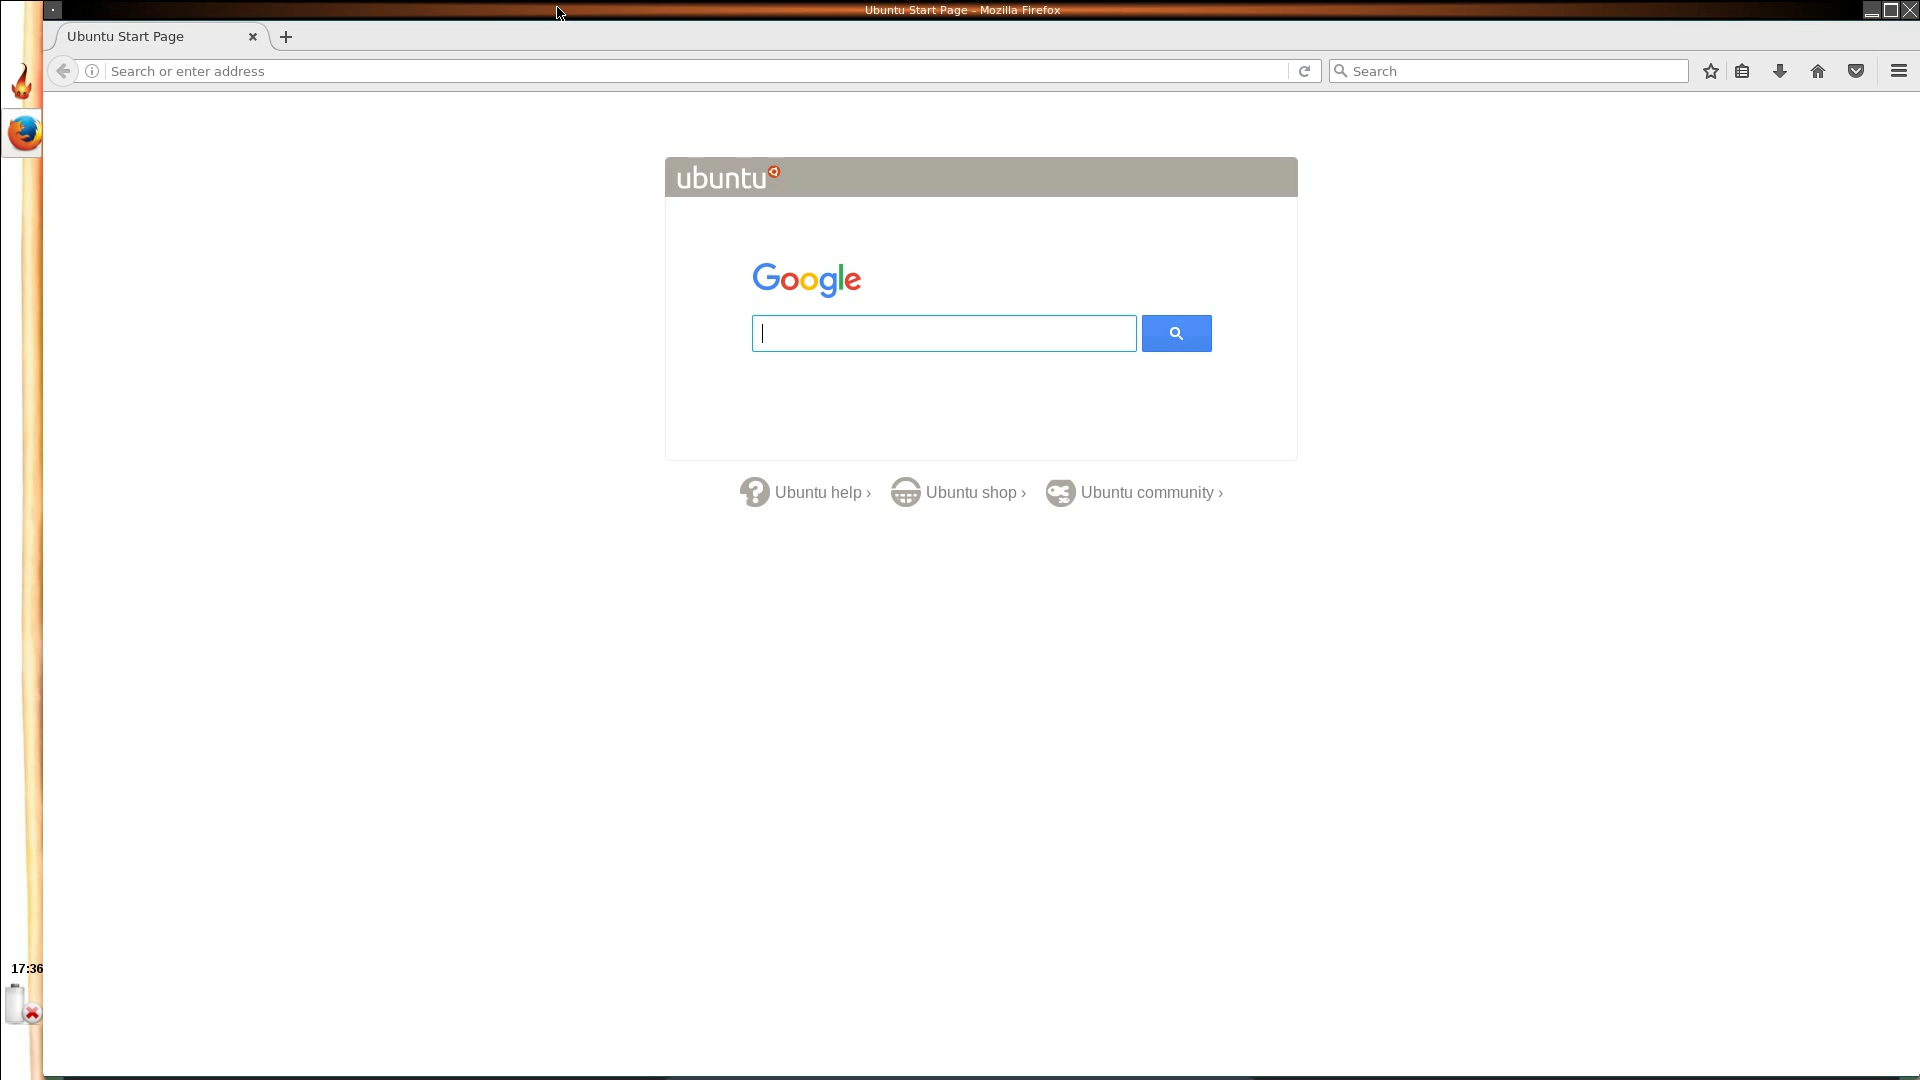 Ubuntu Start Page - Mozilla Firefox
Ubuntu Start Page
Search or enter address
Search
ubuntu
Google
Ubuntu help ›
Ubuntu shop ›
Ubuntu community ›
17:36